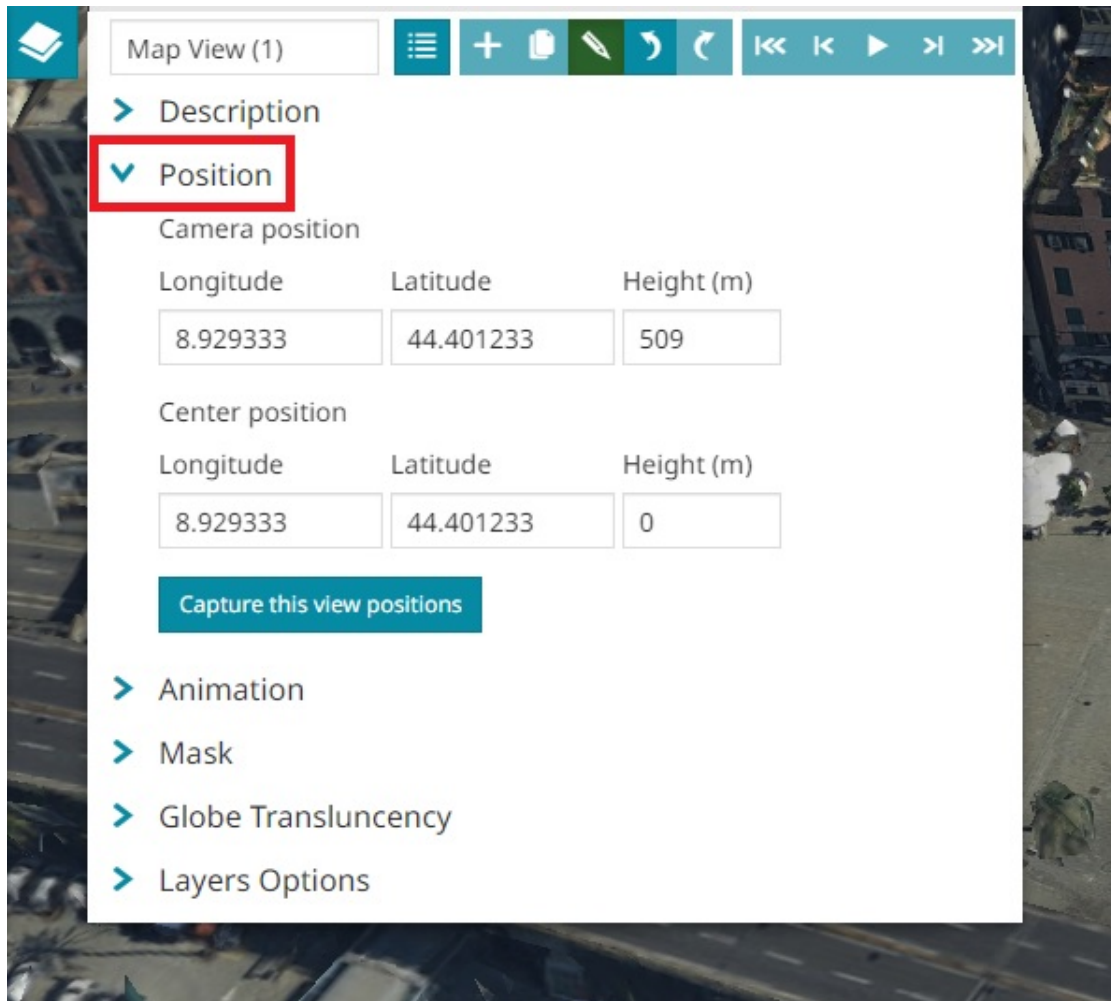 Map View (1)
Description
Position
Camera position
Longitude Latitude Height (m)
8.929333 44.401233 509
Center position
Longitude Latitude Height (m)
8.929333 44.401233 0
Capture this view positions
Animation
Mask
Globe Transluncency
Layers Options